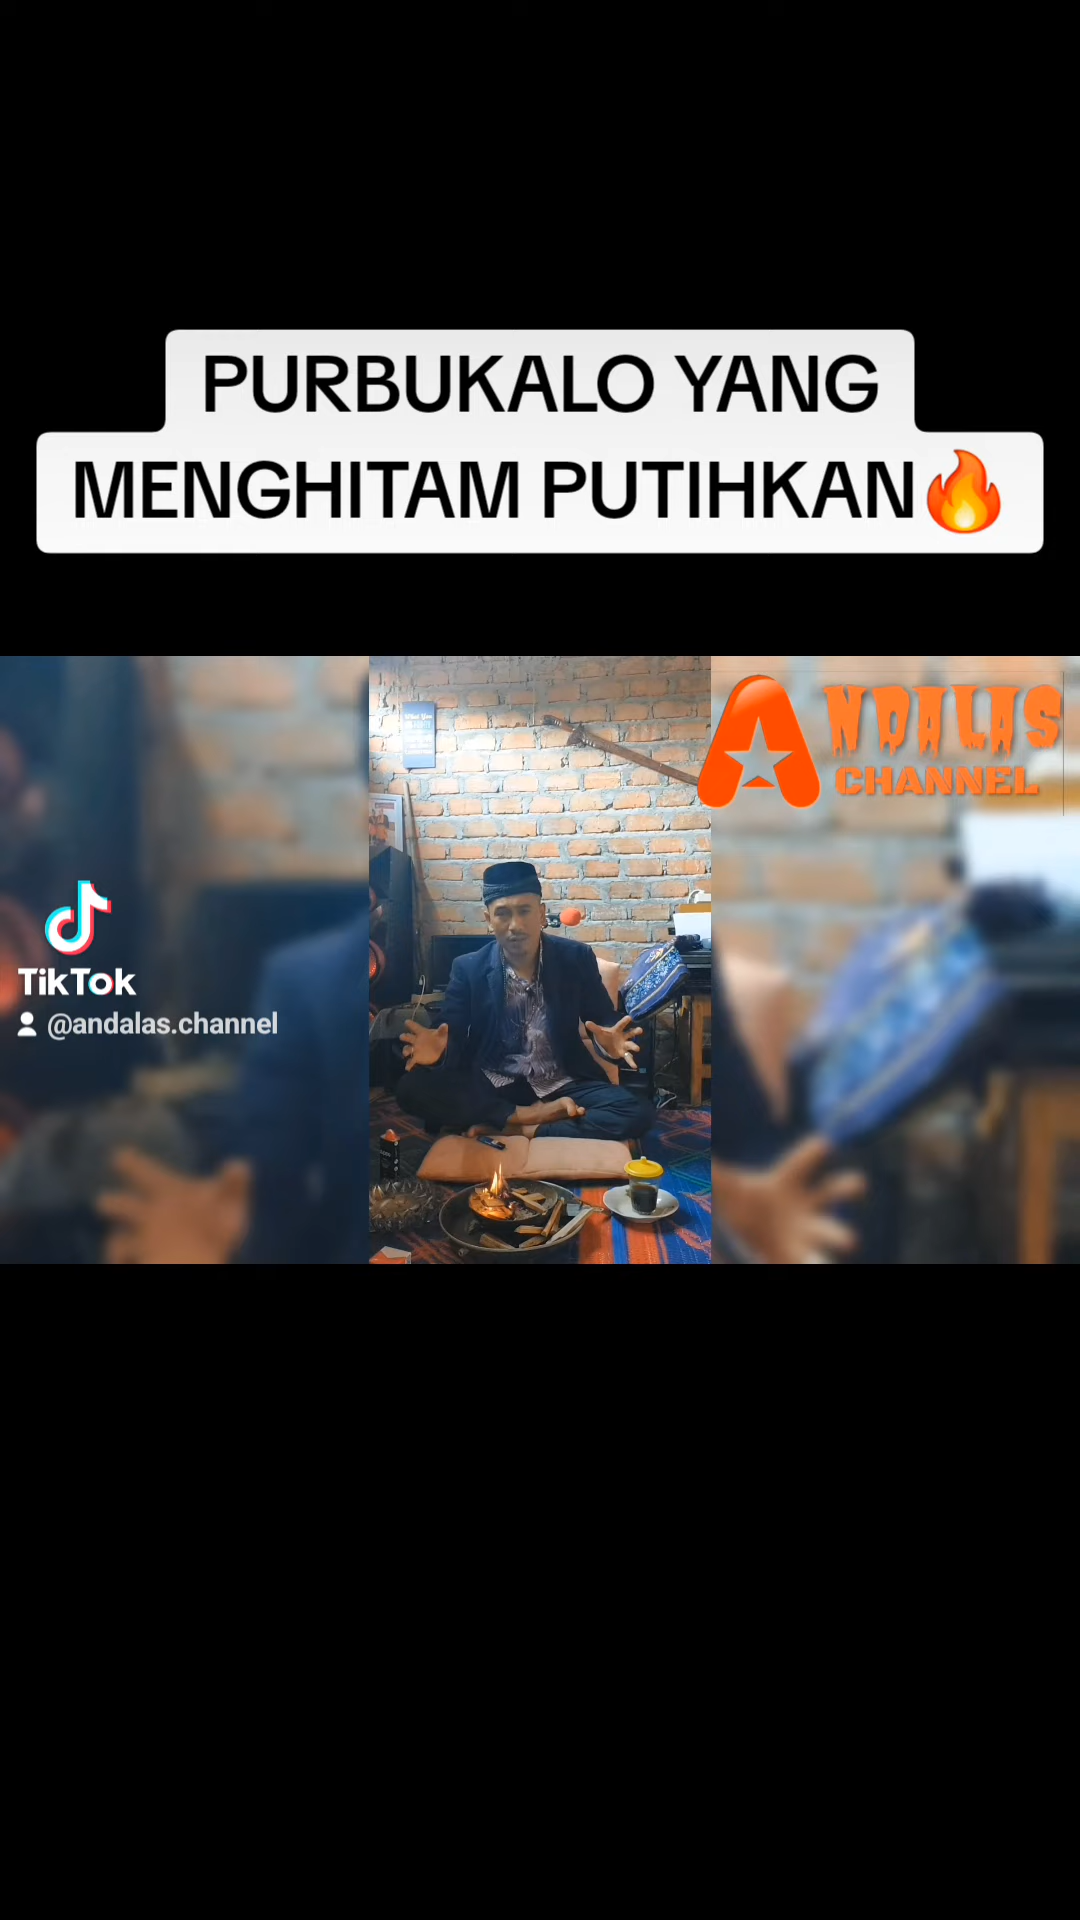 PURBUKALO YANG
MENGHITAM PUTIHKAN🔥
ANDALAS
CHANNEL
TikTok
@andalas.channel